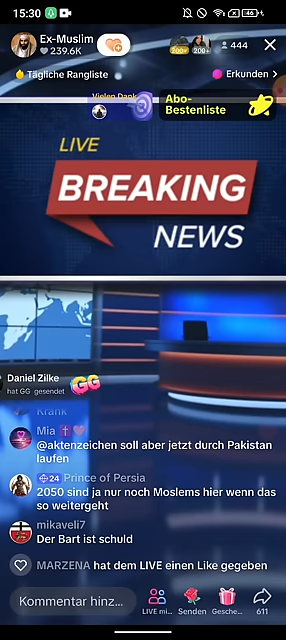 15:30
46
Ex-Muslim
239.6K
200+
200+
444
Tägliche Rangliste
Erkunden >
Vielen Dank
Abo-
Bestenliste
LIVE
BREAKING
NEWS
Daniel Zilke
hat GG gesendet
GG
Krank
Mia
@aktenzeichen soll aber jetzt durch Pakistan
laufen
24 Prince of Persia
2050 sind ja nur noch Moslems hier wenn das
so weitergeht
mikaveli7
Der Bart ist schuld
MARZENA hat dem LIVE einen Like gegeben
Kommentar hinz...
LIVE mi...
Senden
Gesche...
611